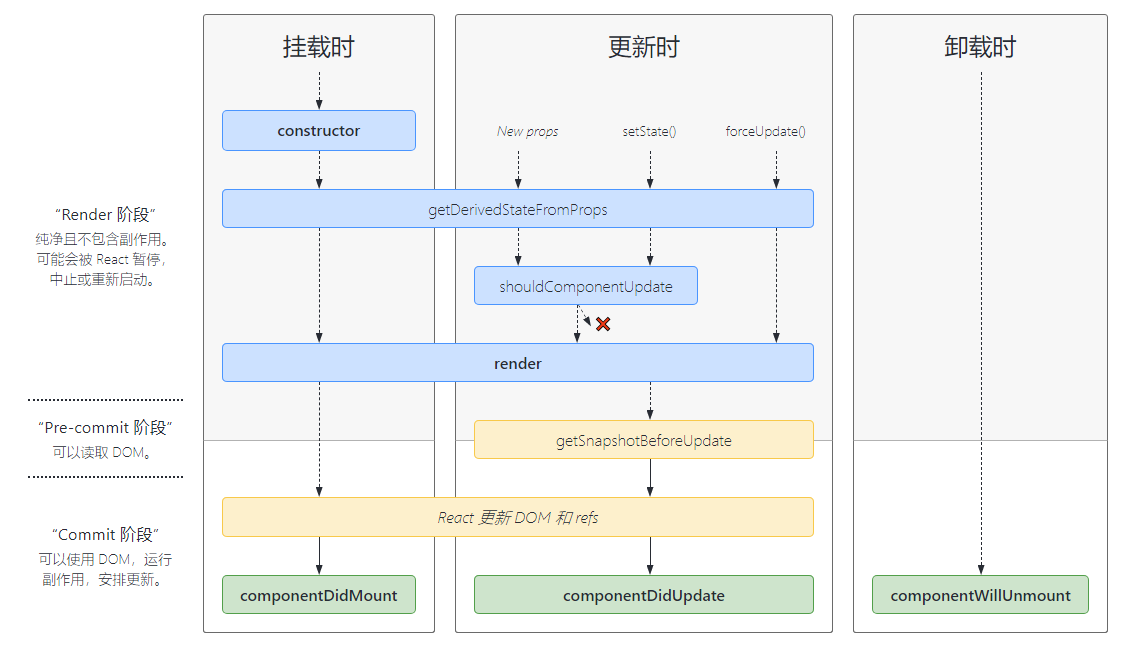 挂载时
更新时
卸载时
constructor
New props
setState()
forceUpdate()
getDerivedStateFromProps
“Render 阶段”
纯净且不包含副作用。
可能会被 React 暂停，
中止或重新启动。
shouldComponentUpdate
render
“Pre-commit 阶段”
可以读取 DOM。
getSnapshotBeforeUpdate
React 更新 DOM 和 refs
“Commit 阶段”
可以使用 DOM，运行
副作用，安排更新。
componentDidMount
componentDidUpdate
componentWillUnmount